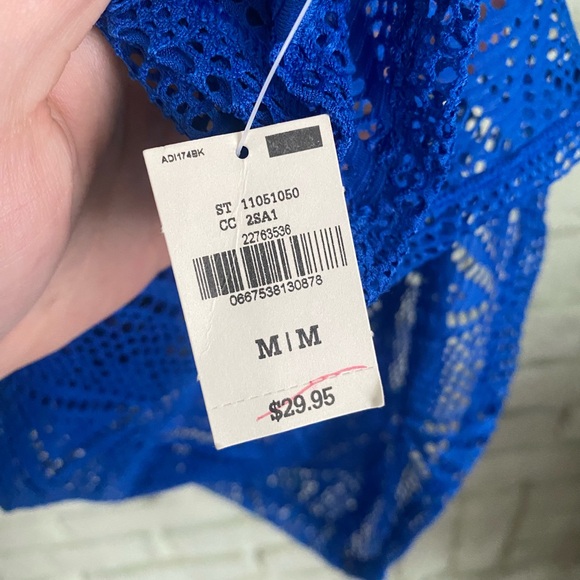 ADI174BK
ST 11051050
CC 2SA1
22763536
0667538130878
M | M
$29.95